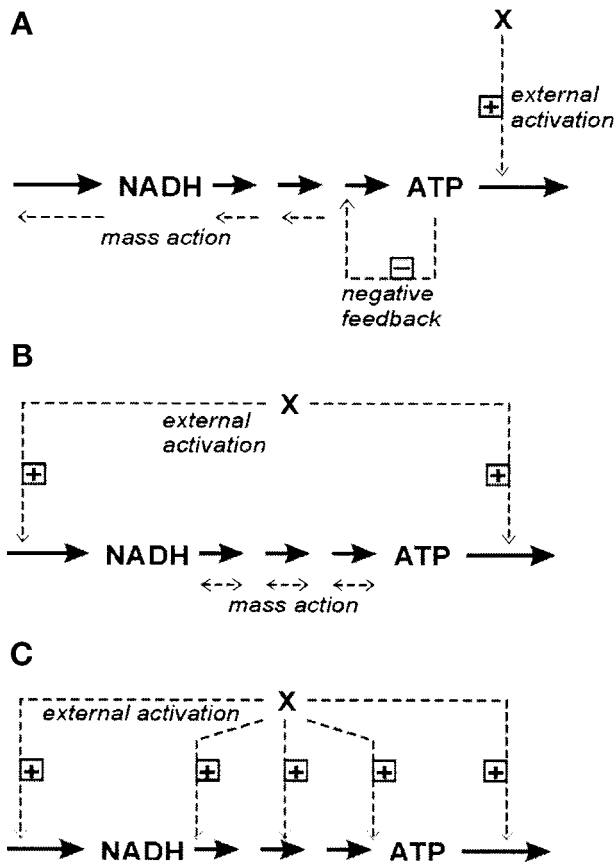 A
X
+
external
activation
NADH
ATP
mass action
−
negative
feedback
B
X
external
activation
+
+
NADH
ATP
mass action
C
X
external activation
+
+
+
+
+
NADH
ATP